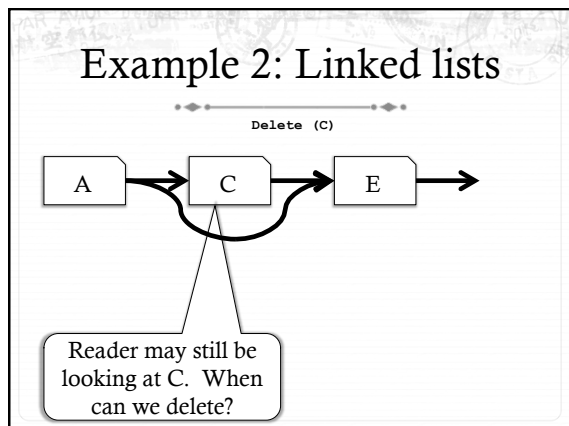 Example 2: Linked lists
Delete (C)
A
C
E
Reader may still be
looking at C. When
can we delete?